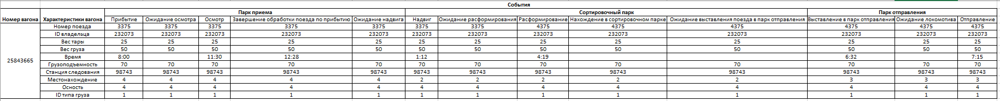 События
Номер вагона Характеристики вагона Парк приема Сортировочный парк Парк отправления
Прибытие Ожидание осмотра Осмотр Завершение обработки поезда по прибытию Ожидание надвига Надвиг Ожидание расформирования Расформирование Нахождение в сортировочном парке Ожидание выставления поезда в парк отправления Выставление в парк отправления Ожидание локомотива Отправление
25843665
Номер поезда 3375 3375 3375 3375 3375 3375 3375 4375 4375 4375 4375 4375 4375
ID владельца 232073 232073 232073 232073 232073 232073 232073 232073 232073 232073 232073 232073 232073
Вес тары 25 25 25 25 25 25 25 25 25 25 25 25 25
Вес груза 50 50 50 50 50 50 50 50 50 50 50 50 50
Время 8:00 11:30 12:28 1:12 4:19 6:32 7:15
Грузоподъемность 70 70 70 70 70 70 70 70 70 70 70 70 70
Станция следования 98743 98743 98743 98743 98743 98743 98743 98743 98743 98743 98743 98743 98743
Местонахождение 4 4 4 4 4 2 2 2 2 2 3 3 3
Осность 4 4 4 4 4 4 4 4 4 4 4 4 4
ID типа груза 1 1 1 1 1 1 1 1 1 1 1 1 1